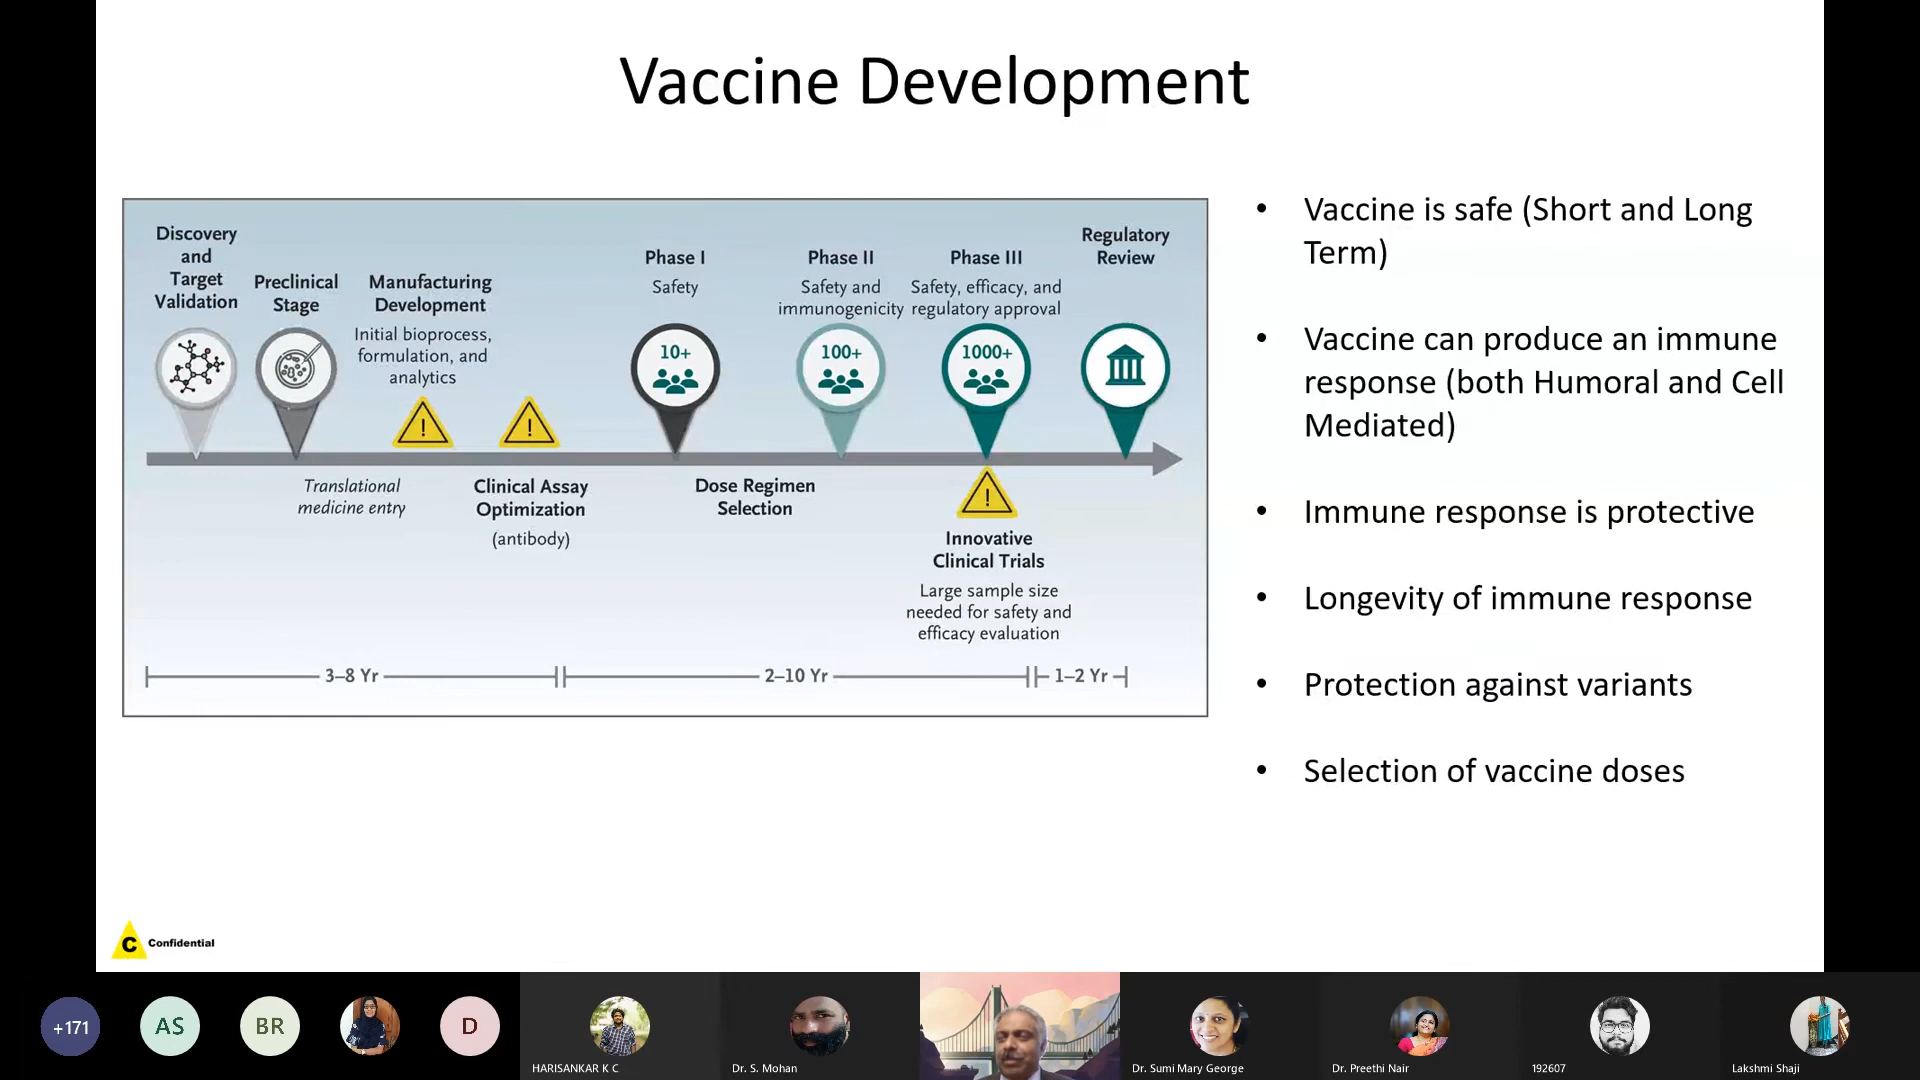 Vaccine Development
Discovery
and
Target
Validation
Preclinical
Stage
Manufacturing
Development
Initial bioprocess,
formulation, and
analytics
Phase I
Safety
10+
Phase II
Safety and
immunogenicity
100+
Phase III
Safety, efficacy, and
regulatory approval
1000+
Regulatory
Review
!
!
Translational
medicine entry
Clinical Assay
Optimization
(antibody)
Dose Regimen
Selection
!
Innovative
Clinical Trials
Large sample size
needed for safety and
efficacy evaluation
3–8 Yr
2–10 Yr
1–2 Yr
• Vaccine is safe (Short and Long
Term)
• Vaccine can produce an immune
response (both Humoral and Cell
Mediated)
• Immune response is protective
• Longevity of immune response
• Protection against variants
• Selection of vaccine doses
C Confidential
+171
AS
BR
D
HARISANKAR K C
Dr. S. Mohan
Dr. Sumi Mary George
Dr. Preethi Nair
192607
Lakshmi Shaji